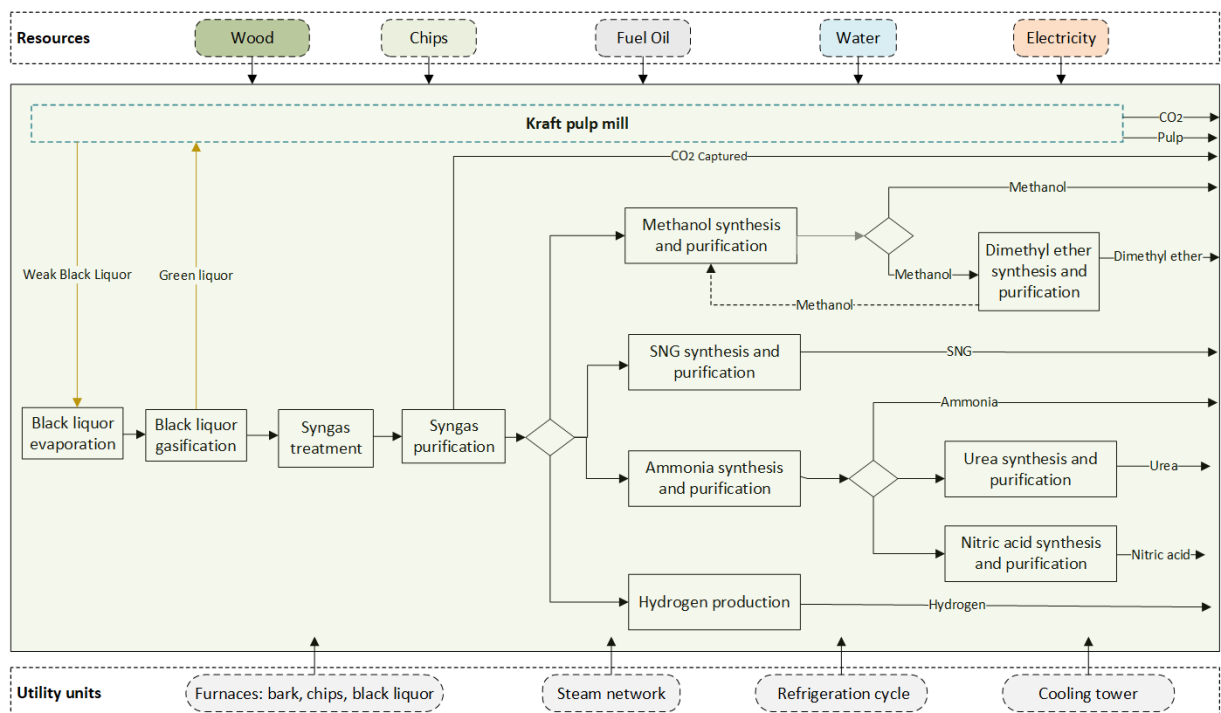 Resources
Wood
Chips
Fuel Oil
Water
Electricity
Kraft pulp mill
CO2
Pulp
CO2 Captured
Methanol
Methanol synthesis
and purification
Dimethyl ether
synthesis and
purification
Dimethyl ether
Weak Black Liquor
Green liquor
Methanol
Methanol
SNG synthesis and
purification
SNG
Ammonia
Black liquor
evaporation
Black liquor
gasification
Syngas
treatment
Syngas
purification
Ammonia synthesis
and purification
Urea synthesis and
purification
Urea
Nitric acid synthesis
and purification
Nitric acid
Hydrogen production
Hydrogen
Utility units
Furnaces: bark, chips, black liquor
Steam network
Refrigeration cycle
Cooling tower